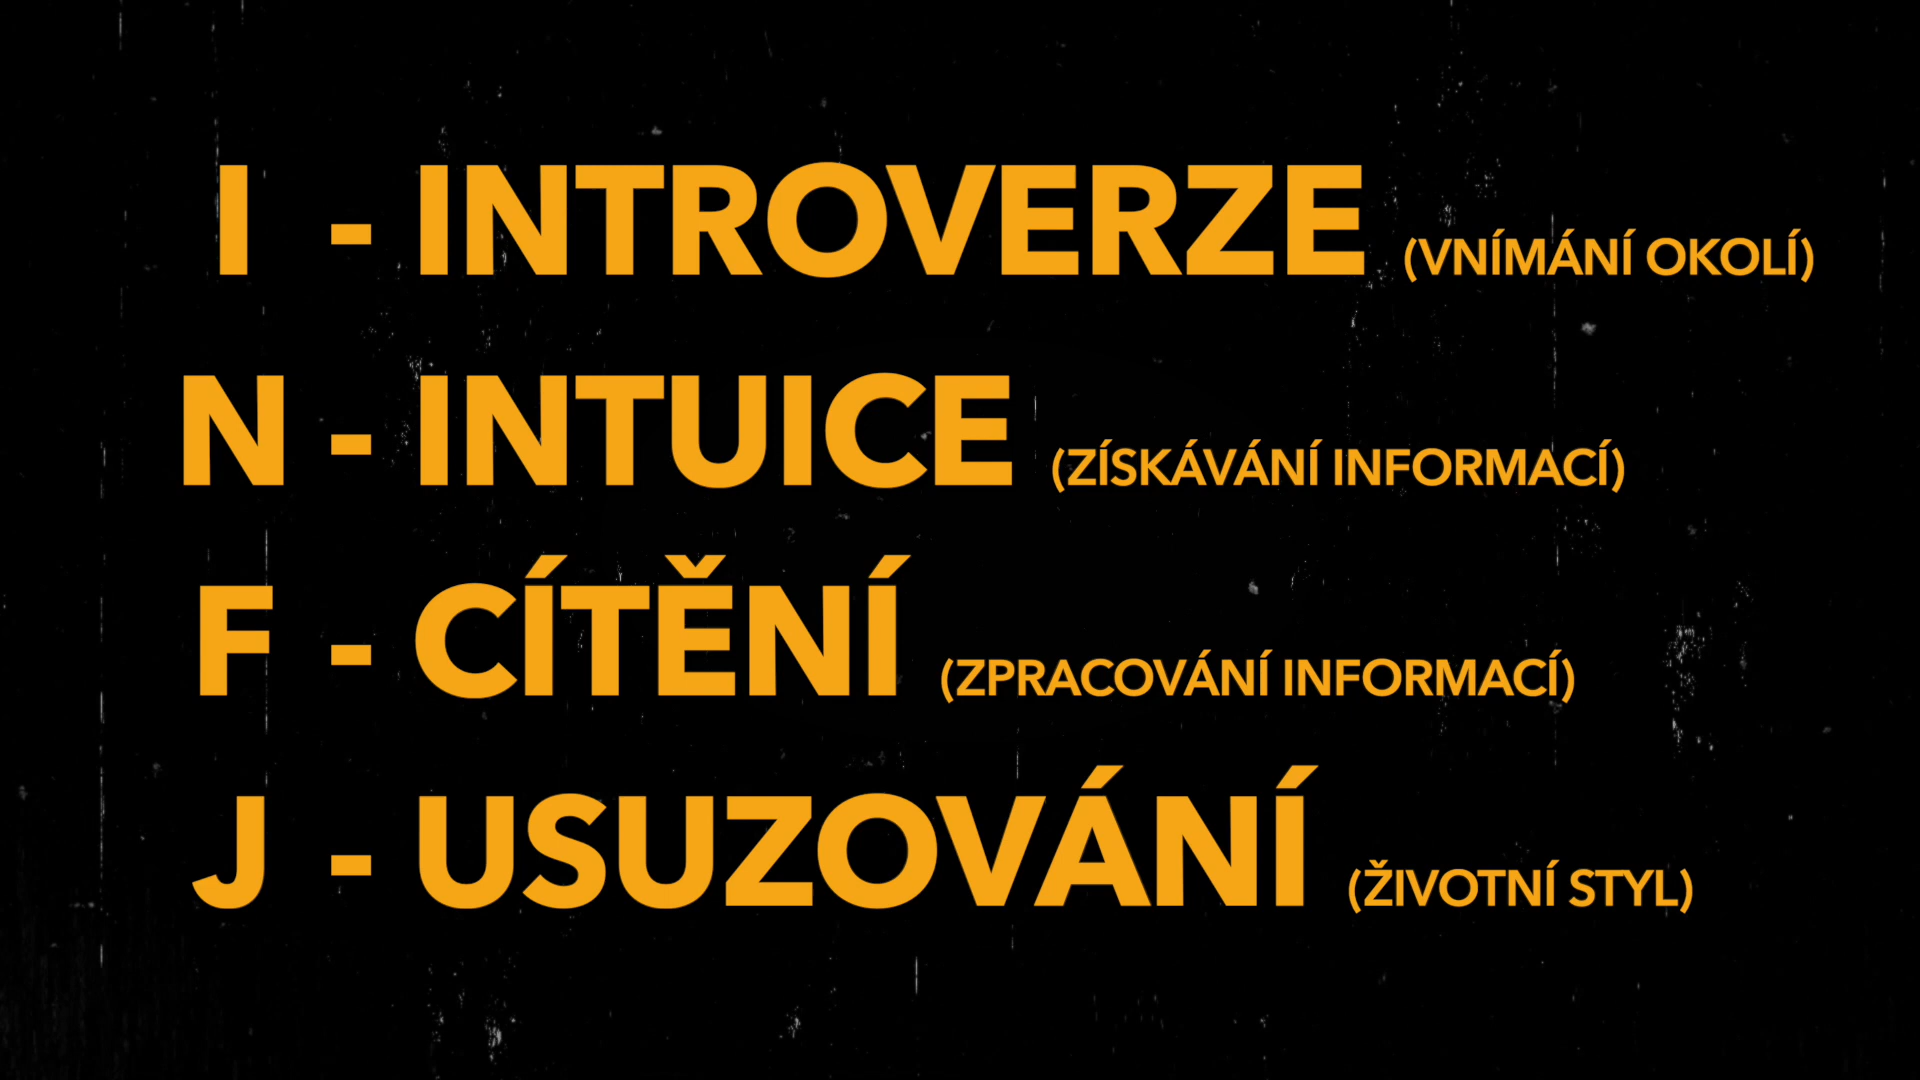 I - INTROVERZE (VNÍMÁNÍ OKOLÍ)
N - INTUICE (ZÍSKÁVÁNÍ INFORMACÍ)
F - CÍTĚNÍ (ZPRACOVÁNÍ INFORMACÍ)
J - USUZOVÁNÍ (ŽIVOTNÍ STYL)